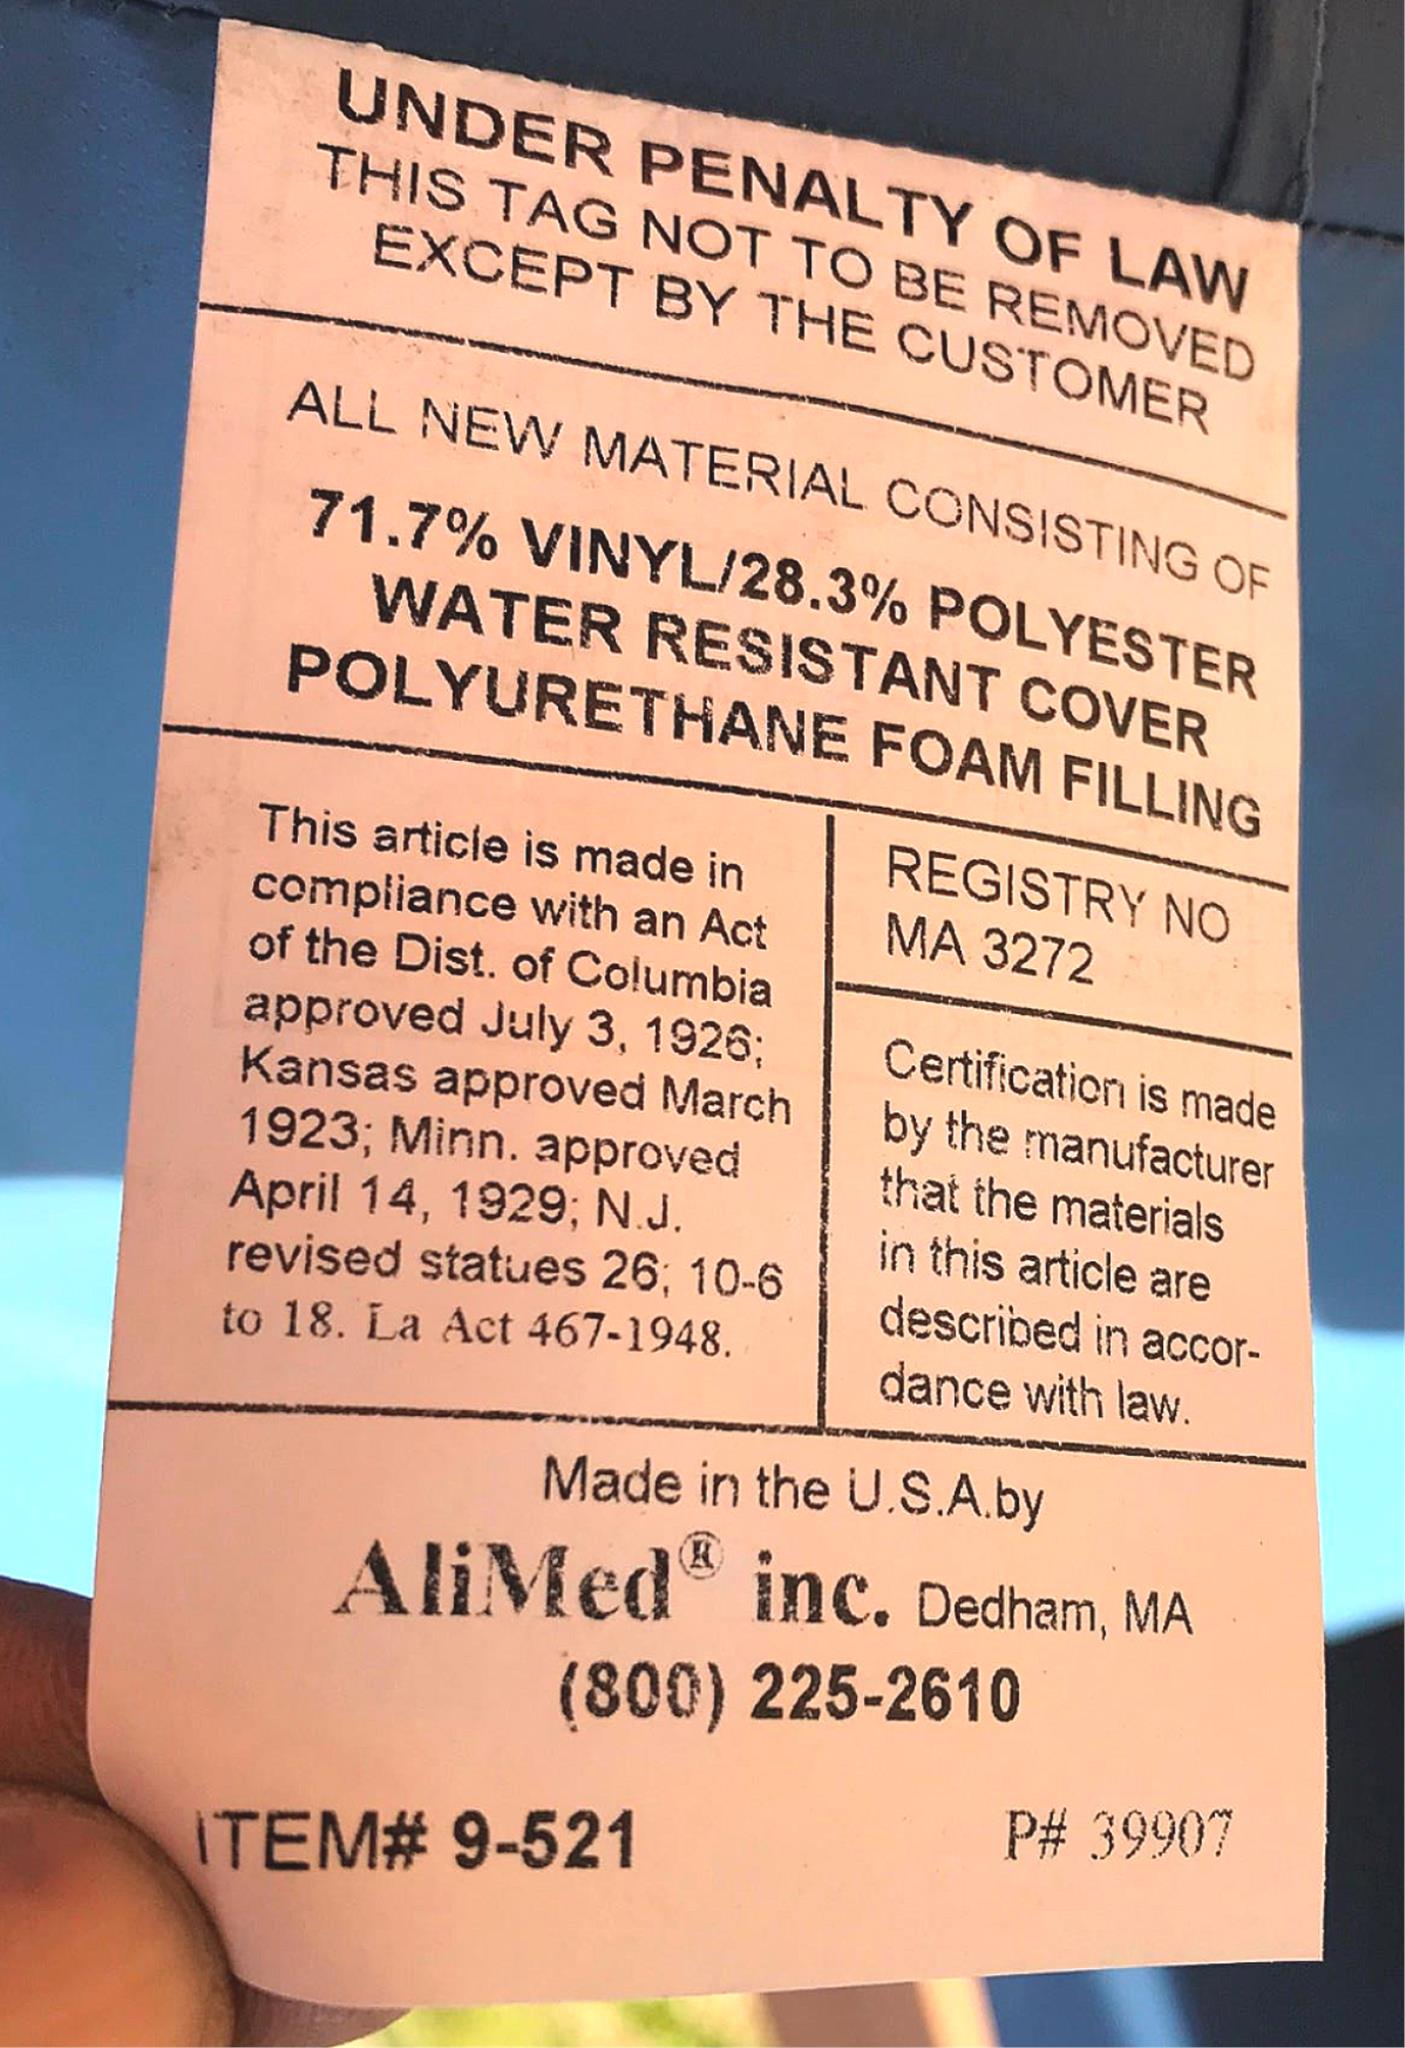 UNDER PENALTY OF LAW
THIS TAG NOT TO BE REMOVED
EXCEPT BY THE CUSTOMER
ALL NEW MATERIAL CONSISTING OF
71.7% VINYL/28.3% POLYESTER
WATER RESISTANT COVER
POLYURETHANE FOAM FILLING
This article is made in
compliance with an Act
of the Dist. of Columbia
approved July 3, 1926;
Kansas approved March
1923; Minn. approved
April 14, 1929; N.J.
revised statues 26; 10-6
to 18. La Act 467-1948.
REGISTRY NO
MA 3272
Certification is made
by the manufacturer
that the materials
in this article are
described in accor-
dance with law.
Made in the U.S.A.by
AliMed® inc. Dedham, MA
(800) 225-2610
ITEM# 9-521 P# 39907